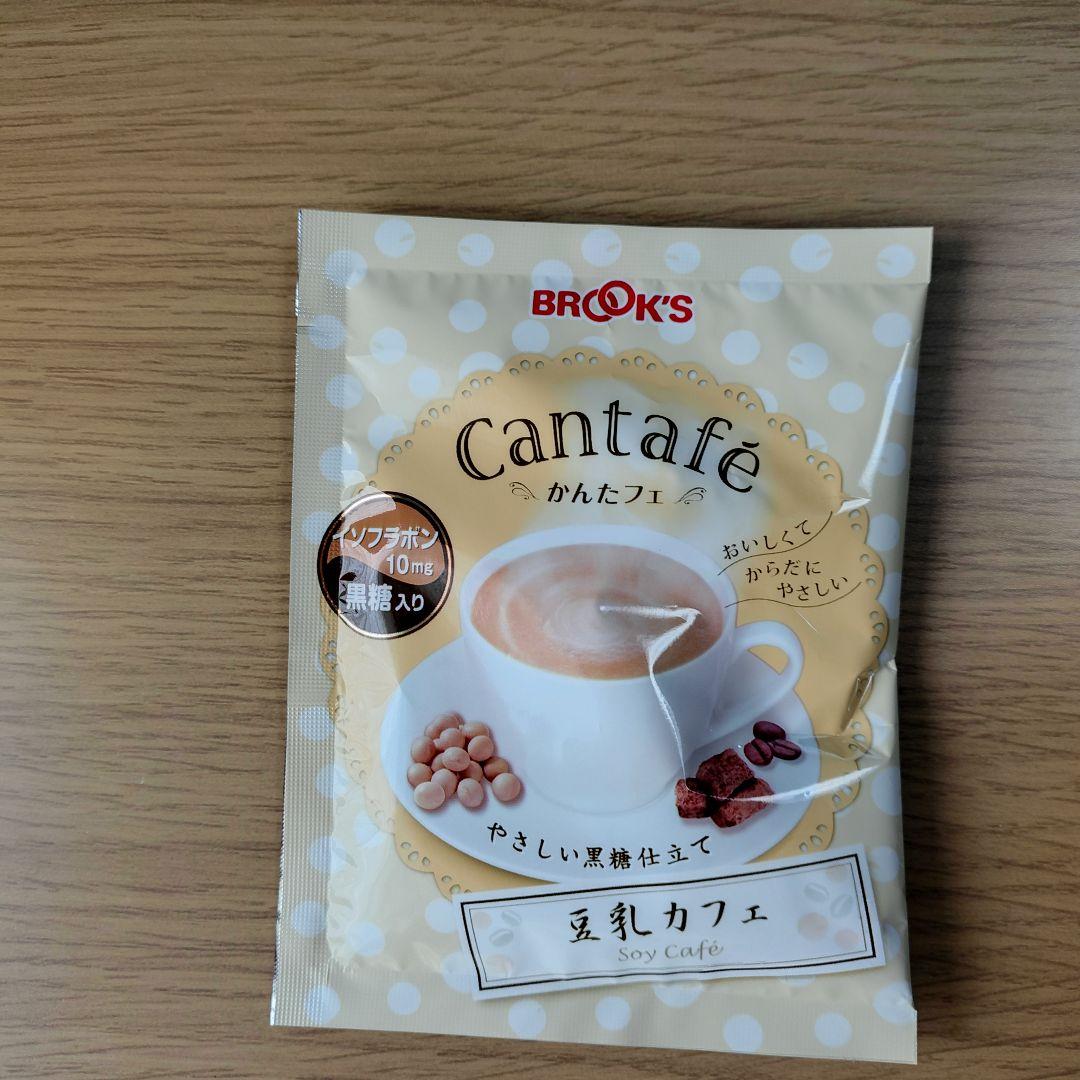 BROOK'S
Cantafé
かんたフェ
イソフラボン
10mg
黒糖入り
おいしくて
からだに
やさしい
やさしい黒糖仕立て
豆乳カフェ
Soy Café